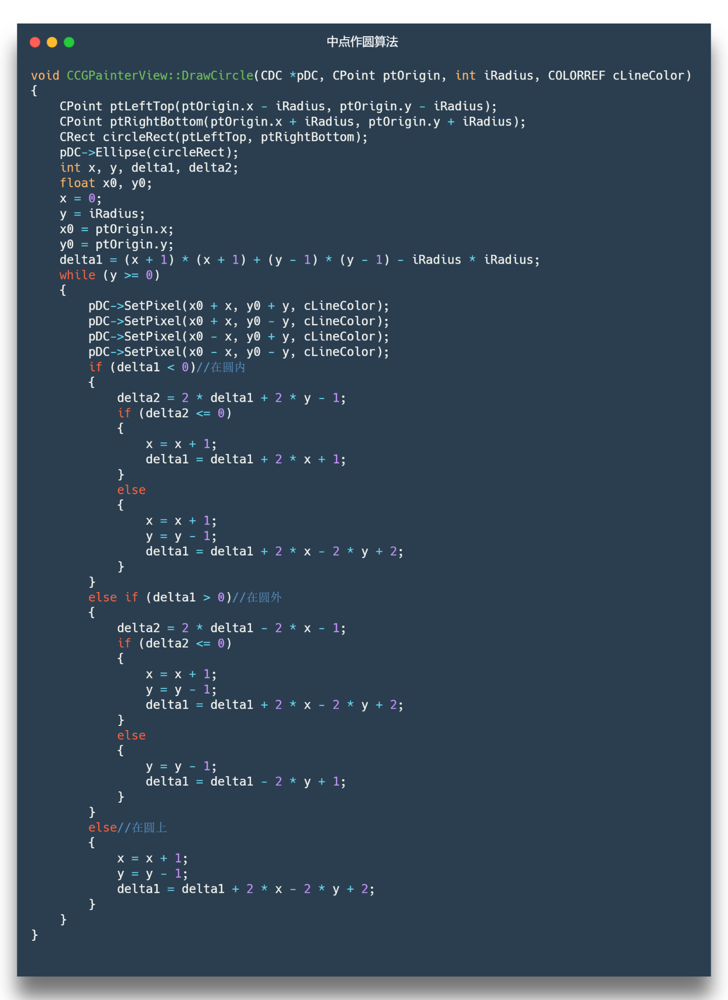 中点作圆算法
void CCGPainterView::DrawCircle(CDC *pDC, CPoint ptOrigin, int iRadius, COLORREF cLineColor)
{
    CPoint ptLeftTop(ptOrigin.x - iRadius, ptOrigin.y - iRadius);
    CPoint ptRightBottom(ptOrigin.x + iRadius, ptOrigin.y + iRadius);
    CRect circleRect(ptLeftTop, ptRightBottom);
    pDC->Ellipse(circleRect);
    int x, y, delta1, delta2;
    float x0, y0;
    x = 0;
    y = iRadius;
    x0 = ptOrigin.x;
    y0 = ptOrigin.y;
    delta1 = (x + 1) * (x + 1) + (y - 1) * (y - 1) - iRadius * iRadius;
    while (y >= 0)
    {
        pDC->SetPixel(x0 + x, y0 + y, cLineColor);
        pDC->SetPixel(x0 + x, y0 - y, cLineColor);
        pDC->SetPixel(x0 - x, y0 + y, cLineColor);
        pDC->SetPixel(x0 - x, y0 - y, cLineColor);
        if (delta1 < 0)//在圆内
        {
            delta2 = 2 * delta1 + 2 * y - 1;
            if (delta2 <= 0)
            {
                x = x + 1;
                delta1 = delta1 + 2 * x + 1;
            }
            else
            {
                x = x + 1;
                y = y - 1;
                delta1 = delta1 + 2 * x - 2 * y + 2;
            }
        }
        else if (delta1 > 0)//在圆外
        {
            delta2 = 2 * delta1 - 2 * x - 1;
            if (delta2 <= 0)
            {
                x = x + 1;
                y = y - 1;
                delta1 = delta1 + 2 * x - 2 * y + 2;
            }
            else
            {
                y = y - 1;
                delta1 = delta1 - 2 * y + 1;
            }
        }
        else//在圆上
        {
            x = x + 1;
            y = y - 1;
            delta1 = delta1 + 2 * x - 2 * y + 2;
        }
    }
}